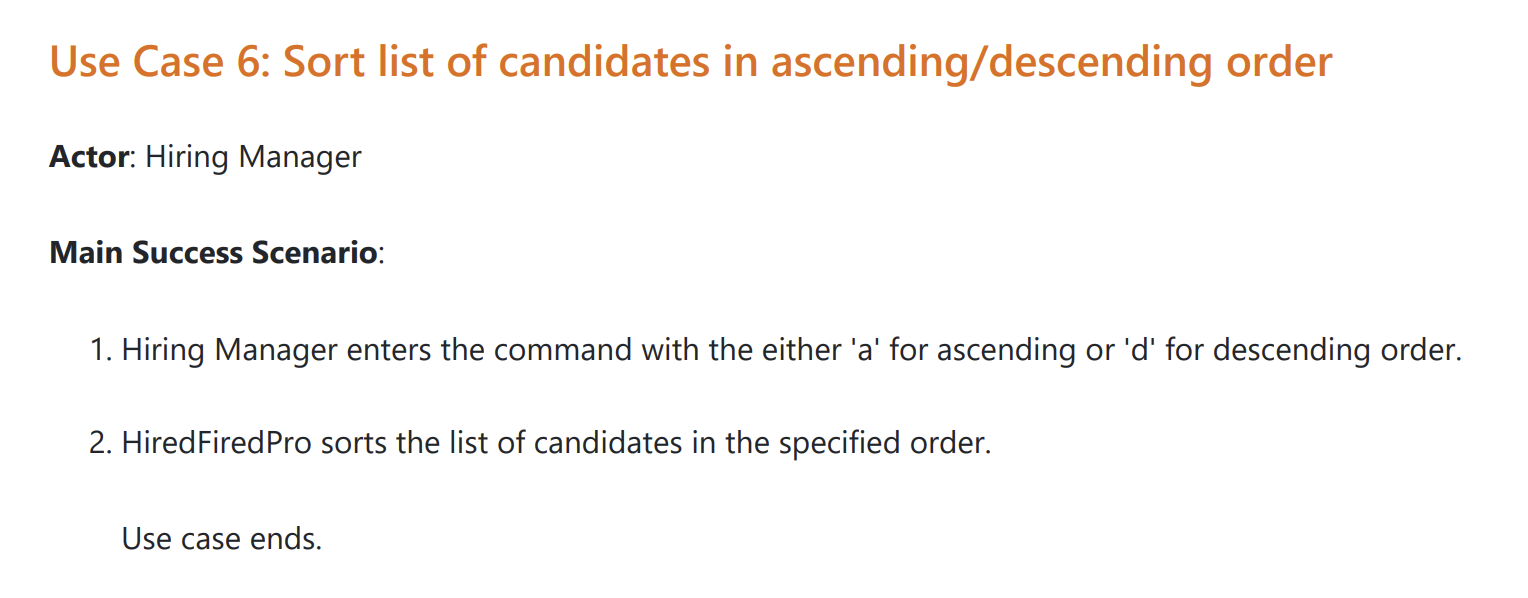 Use Case 6: Sort list of candidates in ascending/descending order
Actor: Hiring Manager
Main Success Scenario:
1. Hiring Manager enters the command with the either 'a' for ascending or 'd' for descending order.
2. HiredFiredPro sorts the list of candidates in the specified order.
Use case ends.